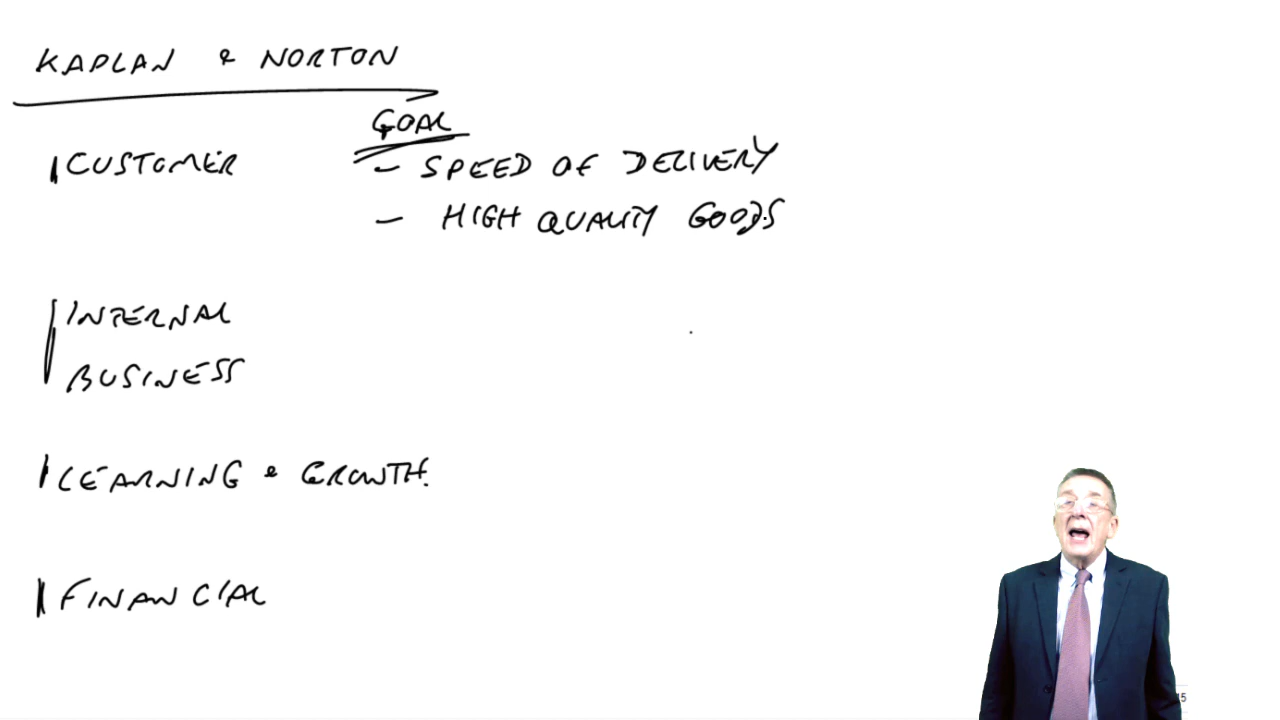 KAPLAN & NORTON
GOAL
CUSTOMER - SPEED OF DELIVERY
- HIGH QUALITY GOODS
INTERNAL
BUSINESS
LEARNING & GROWTH.
FINANCIAL